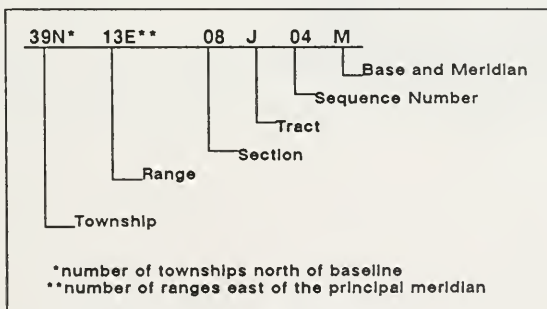 39N* 13E** 08 J 04 M
Base and Meridian
Sequence Number
Tract
Section
Range
Township
*number of townships north of baseline
**number of ranges east of the principal meridian